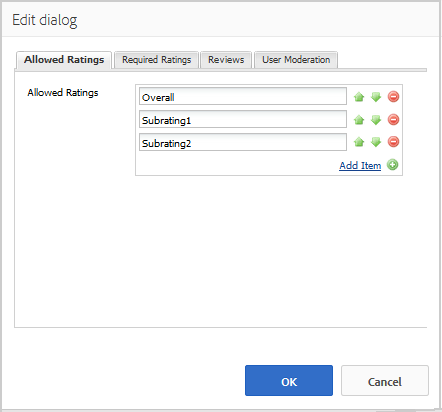 Edit dialog
Allowed Ratings Required Ratings Reviews User Moderation
Allowed Ratings Overall
Subrating1
Subrating2
Add Item
OK Cancel